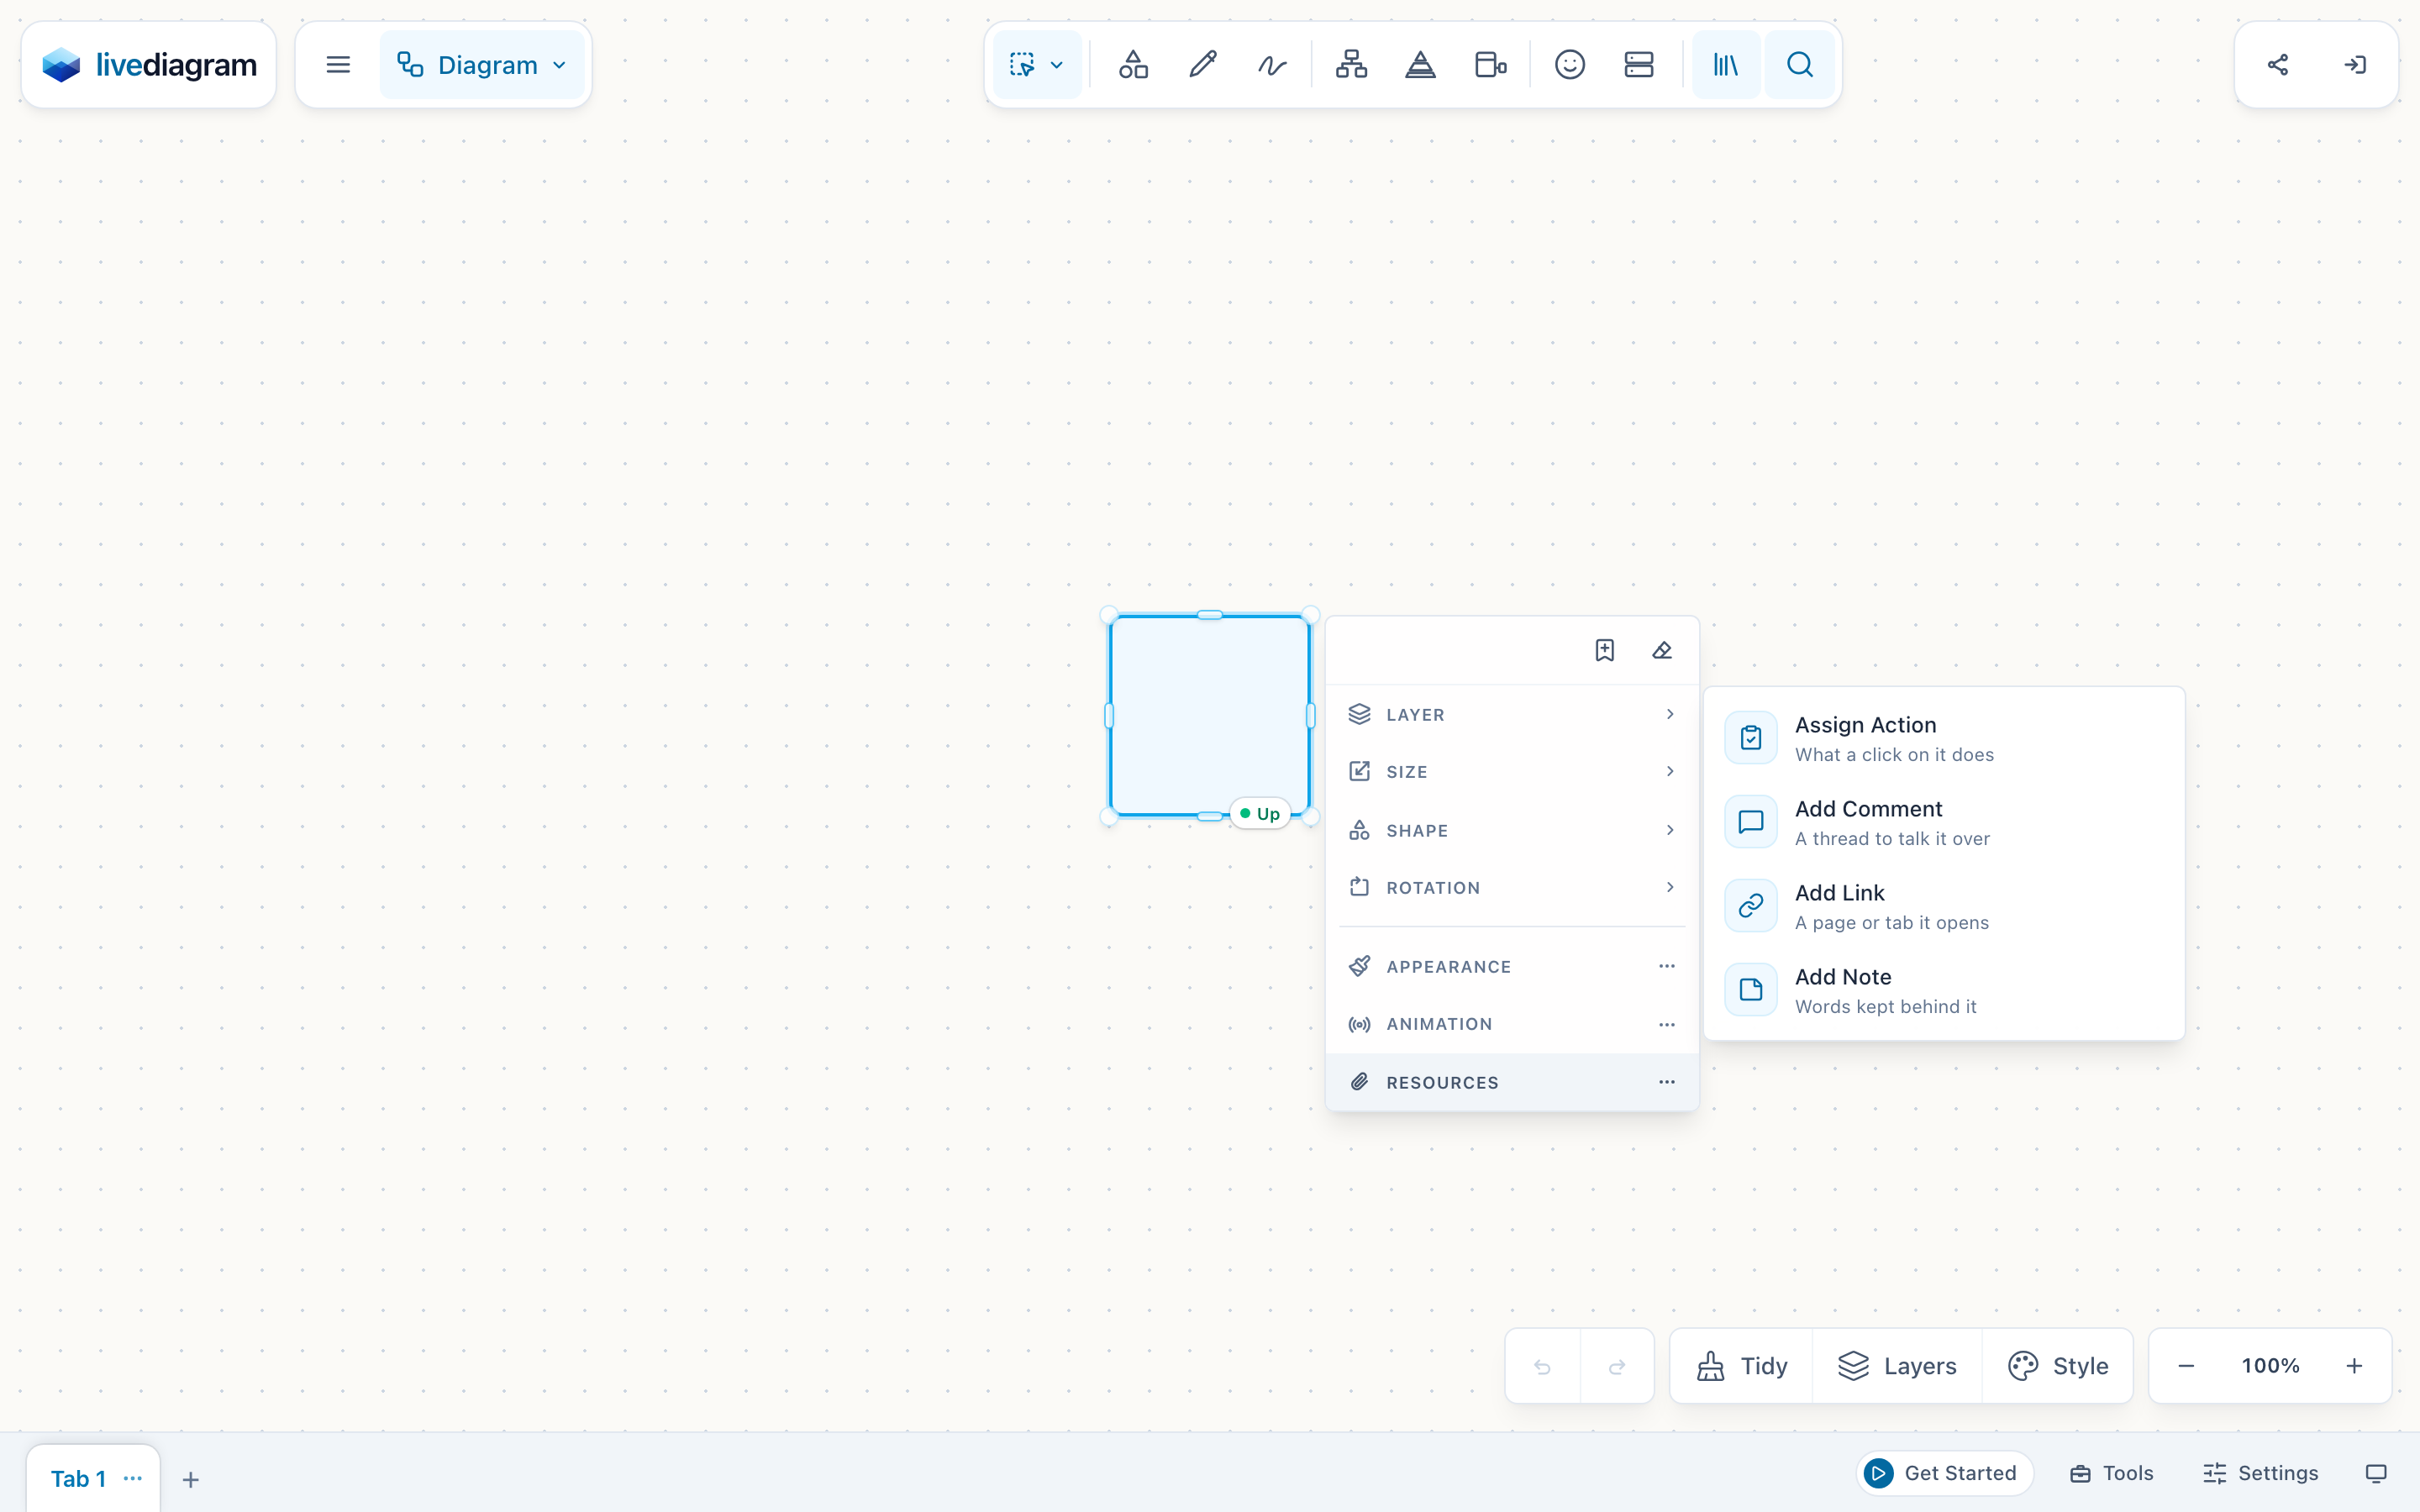 livediagram
Diagram
Up
LAYER
SIZE
SHAPE
ROTATION
APPEARANCE
ANIMATION
RESOURCES
Assign Action
What a click on it does
Add Comment
A thread to talk it over
Add Link
A page or tab it opens
Add Note
Words kept behind it
Tidy
Layers
Style
100%
Tab 1
Get Started
Tools
Settings